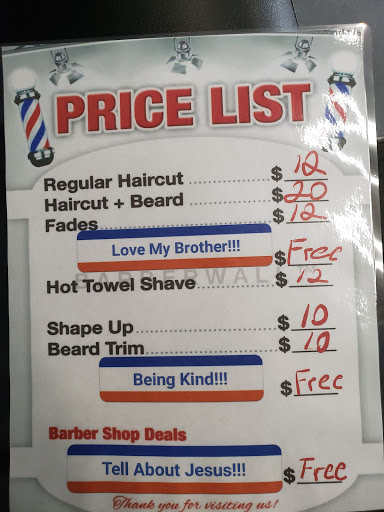 PRICE LIST
Regular Haircut .................. $ 12
Haircut + Beard .................. $ 20
Fades .................. $ 12
Love My Brother!!! $ Free
BARBERWAL
Hot Towel Shave .................. $ 12
Shape Up .................. $ 10
Beard Trim .................. $ 10
Being Kind!!! $ Free
Barber Shop Deals
Tell About Jesus!!! $ Free
Thank you for visiting us!